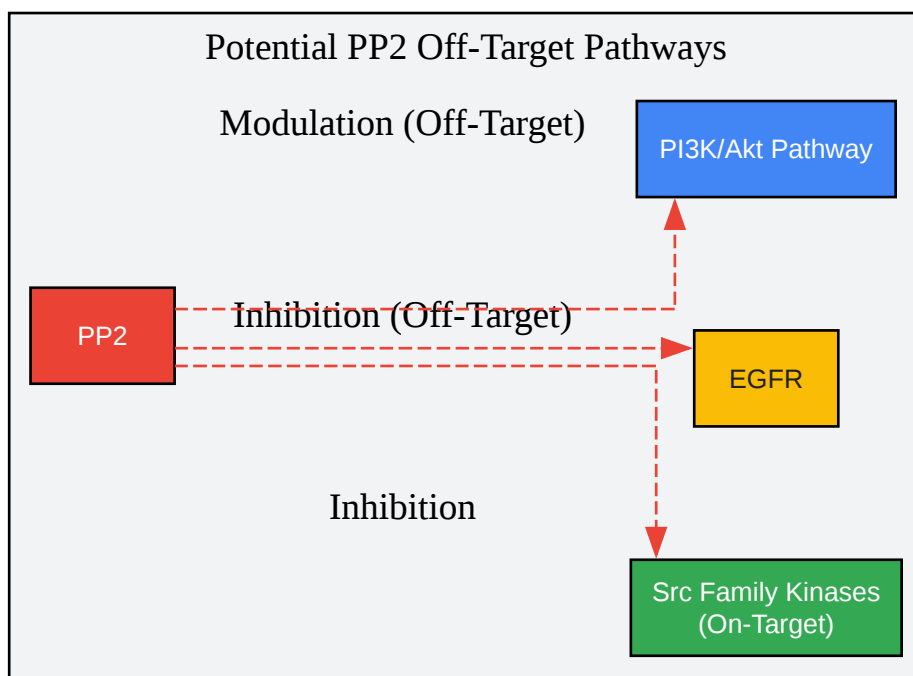 Potential PP2 Off-Target Pathways
Modulation (Off-Target)
PI3K/Akt Pathway
Inhibition (Off-Target)
PP2
EGFR
Inhibition
Src Family Kinases
(On-Target)